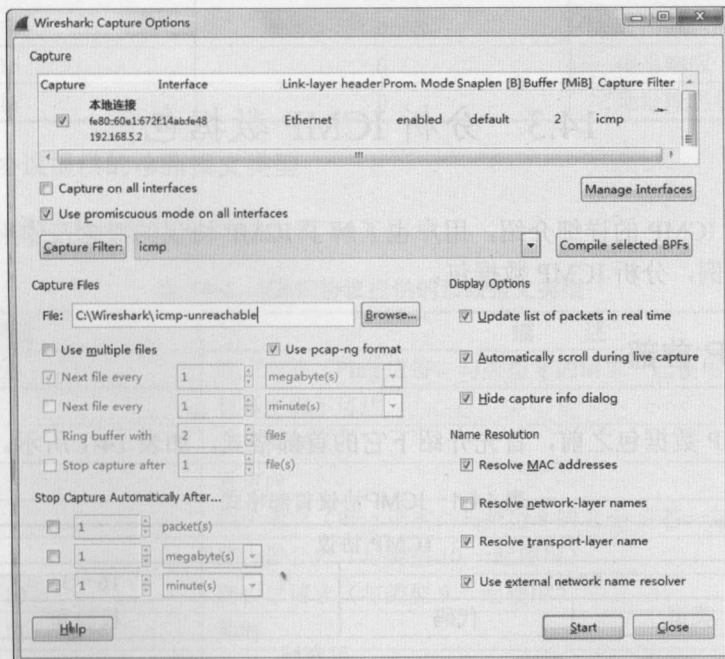 Wireshark: Capture Options
Capture
Capture Interface Link-layer header Prom. Mode Snaplen [B] Buffer [MiB] Capture Filter
本地连接
fe80::60e1:672f:14ab:fe48 Ethernet enabled default 2 icmp
192.168.5.2
Capture on all interfaces
Manage Interfaces
Use promiscuous mode on all interfaces
Capture Filter: icmp Compile selected BPFs
Capture Files
File: C:\Wireshark\icmp-unreachable Browse...
Use multiple files Use pcap-ng format
Next file every 1 megabyte(s)
Next file every 1 minute(s)
Ring buffer with 2 files
Stop capture after 1 file(s)
Stop Capture Automatically After...
1 packet(s)
1 megabyte(s)
1 minute(s)
Display Options
Update list of packets in real time
Automatically scroll during live capture
Hide capture info dialog
Name Resolution
Resolve MAC addresses
Resolve network-layer names
Resolve transport-layer name
Use external network name resolver
Help Start Close